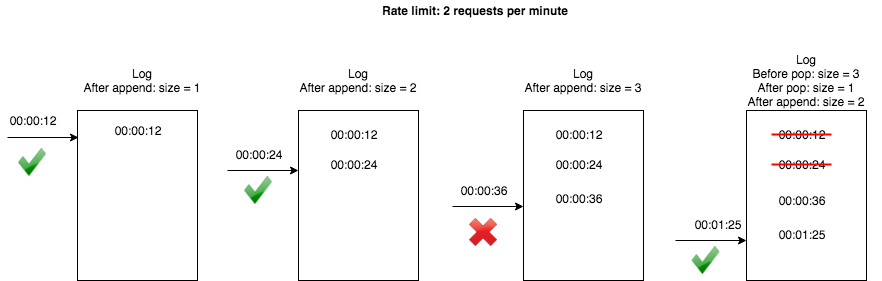 Rate limit: 2 requests per minute
Log
After append: size = 1
00:00:12
00:00:12
Log
After append: size = 2
00:00:24
00:00:12
00:00:24
Log
After append: size = 3
00:00:36
00:00:12
00:00:24
00:00:36
Log
Before pop: size = 3
After pop: size = 1
After append: size = 2
00:01:25
00:00:12
00:00:24
00:00:36
00:01:25